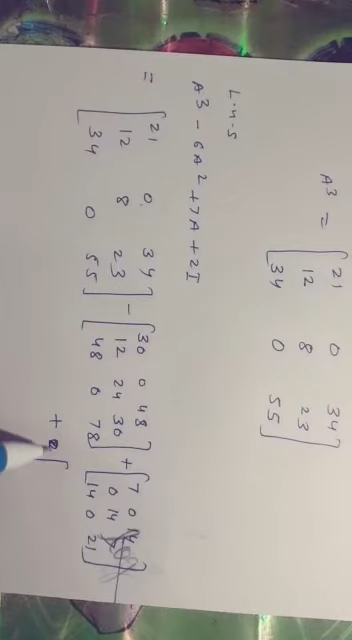 A³ = [ 21 0 34
12 8 23
34 0 55 ]
L.H.S
A³ - 6A² + 7A + 2I
= [ 21 0. 34
12 8 23
34 0 55 ] - [ 30 0 48
12 24 30
48 0 78 ] + [ 7 0 14
0 14
14 0 21 ]
+ [